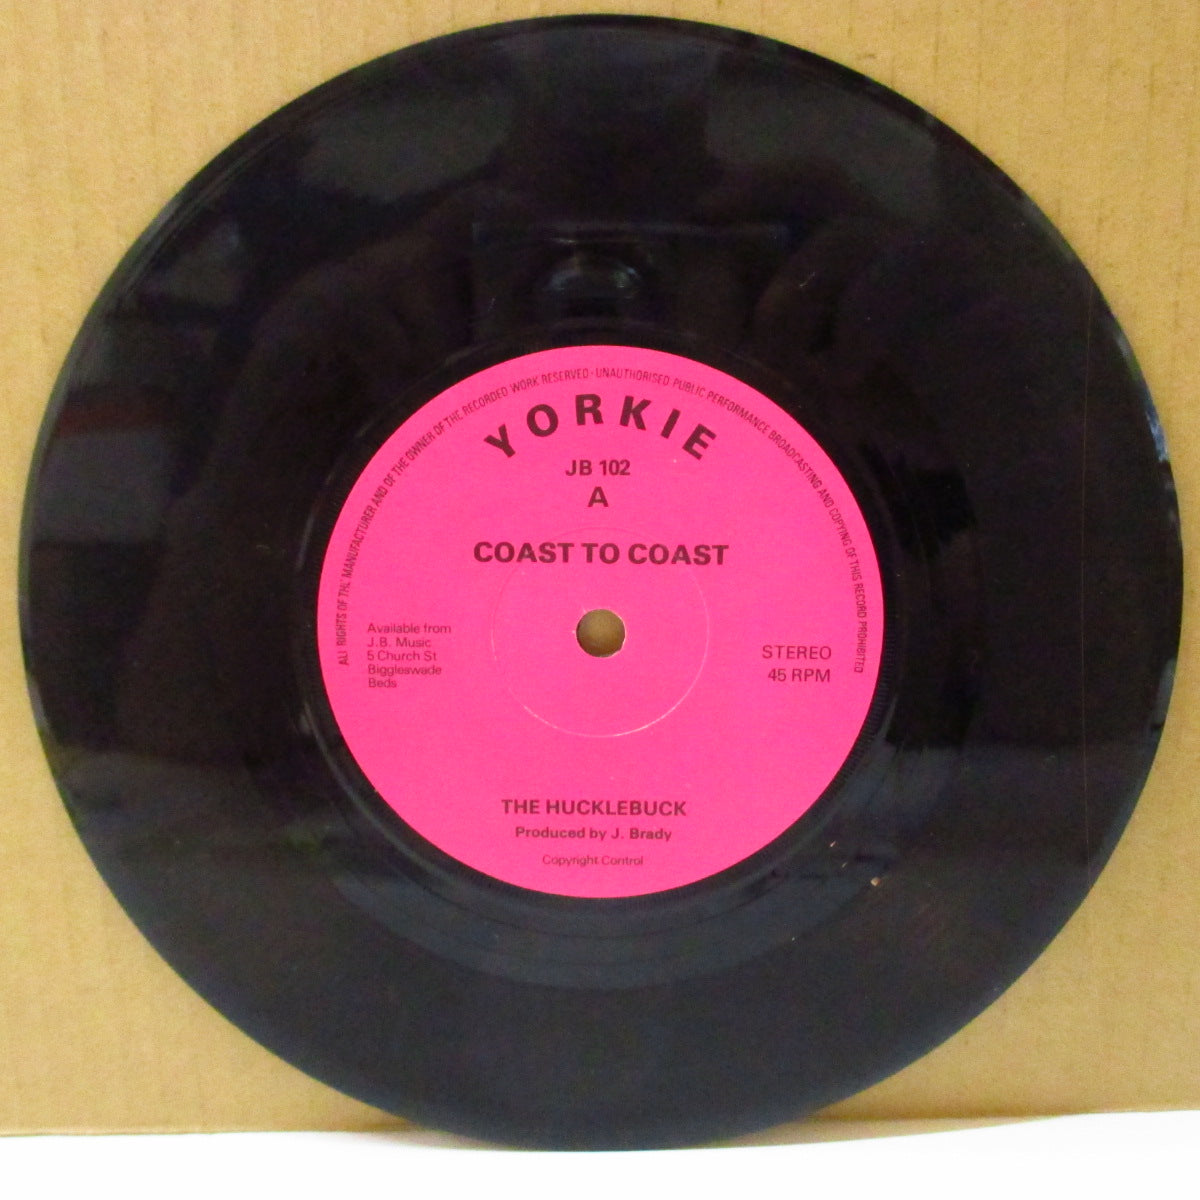 ALL RIGHTS OF THE MANUFACTURER AND OF THE OWNER OF THE RECORDED WORK RESERVED · UNAUTHORISED PUBLIC PERFORMANCE BROADCASTING AND COPYING OF THIS RECORD PROHIBITED
YORKIE
JB 102
A
COAST TO COAST
Available from
J.B. Music
5 Church St
Biggleswade
Beds
STEREO
45 RPM
THE HUCKLEBUCK
Produced by J. Brady
Copyright Control